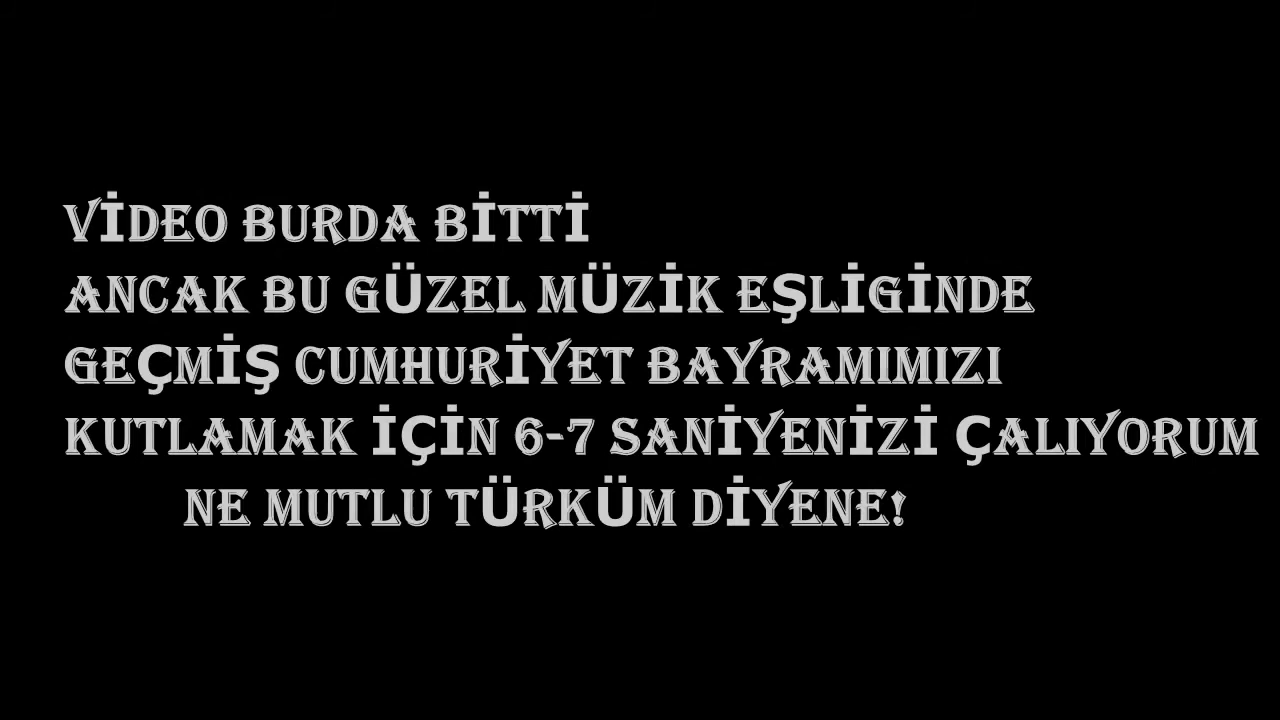 VİDEO BURDA BİTTİ
ANCAK BU GÜZEL MÜZİK EŞLİGİNDE
GEÇMİŞ CUMHURİYET BAYRAMIMIZI
KUTLAMAK İÇİN 6-7 SANİYENİZİ ÇALIYORUM
NE MUTLU TÜRKÜM DİYENE!